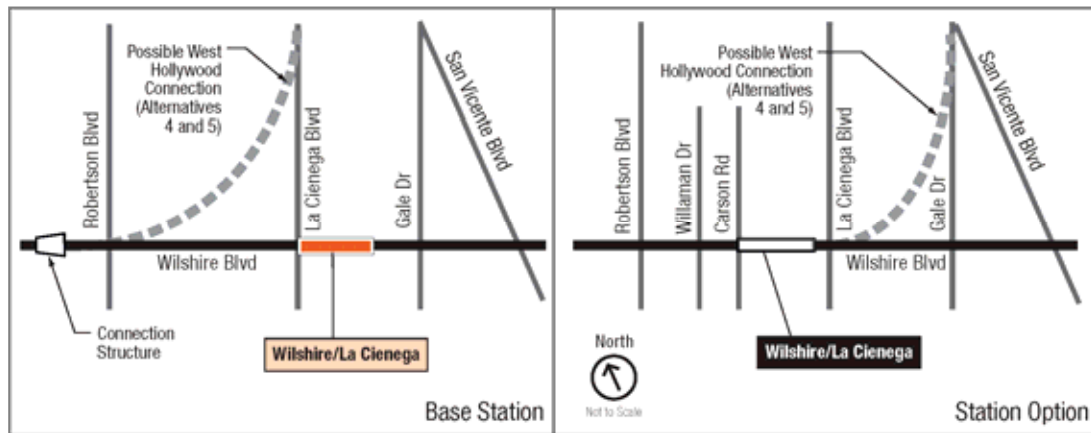 Possible West
Hollywood
Connection
(Alternatives
4 and 5)
Robertson Blvd
La Cienega Blvd
Gale Dr
San Vicente Blvd
Wilshire Blvd
Connection
Structure
Wilshire/La Cienega
Base Station
Possible West
Hollywood Connection
(Alternatives
4 and 5)
Robertson Blvd
Willaman Dr
Carson Rd
La Cienega Blvd
Gale Dr
San Vicente Blvd
Wilshire Blvd
Wilshire/La Cienega
North
Not to Scale
Station Option